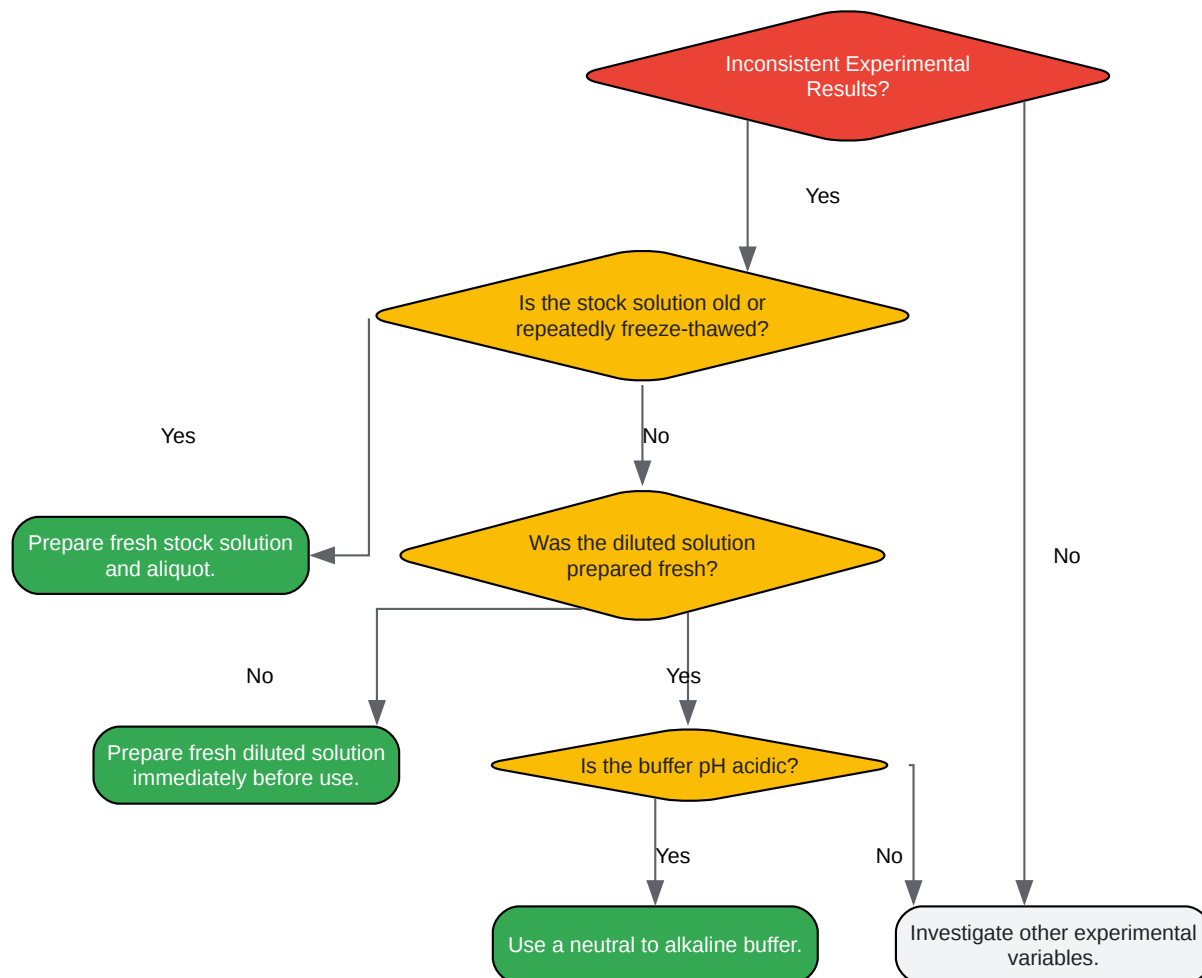 Inconsistent Experimental
Results?
Yes
Is the stock solution old or
repeatedly freeze-thawed?
Yes
No
Prepare fresh stock solution
and aliquot.
Was the diluted solution
prepared fresh?
No
No
Yes
Prepare fresh diluted solution
immediately before use.
Is the buffer pH acidic?
Yes
No
Use a neutral to alkaline buffer.
Investigate other experimental
variables.